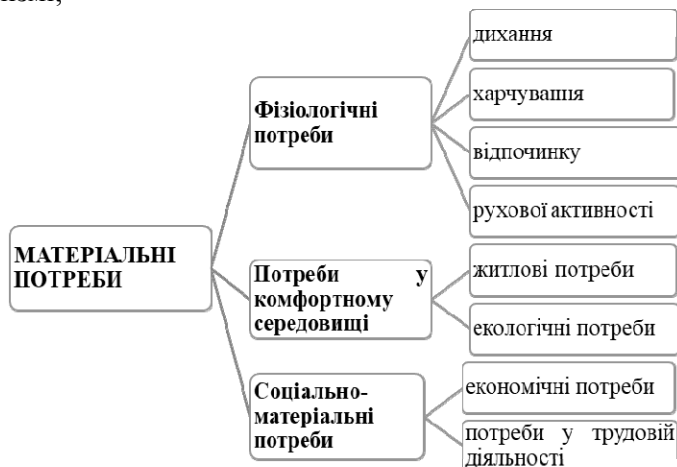 дихання
Фізіологічні
потреби
харчування
відпочинку
рухової активності
МАТЕРІАЛЬНІ
ПОТРЕБИ
Потреби у
комфортному
середовищі
житлові потреби
екологічні потреби
Соціально-
матеріальні
потреби
економічні потреби
потреби у трудовій
діяльності